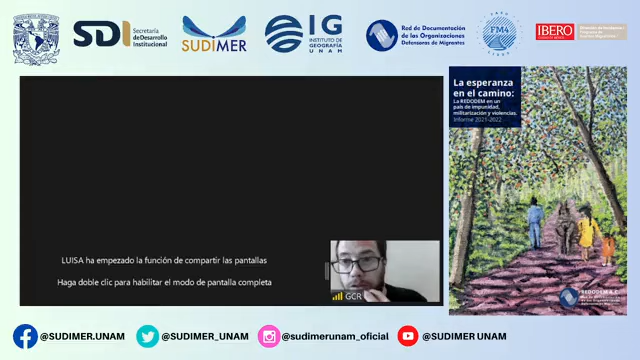 SDI
Secretaría
de Desarrollo
Institucional
SUDIMER
IG
INSTITUTO DE
GEOGRAFÍA
UNAM
Red de Documentación
de las Organizaciones
Defensoras de Migrantes
FM4
IBERO
La esperanza
en el camino:
La REDODEM en un
país de impunidad,
militarización y violencias.
Informe 2021-2022
LUISA ha empezado la función de compartir las pantallas
Haga doble clic para habilitar el modo de pantalla completa
GCR
@SUDIMER.UNAM
@SUDIMER_UNAM
@sudimerunam_oficial
@SUDIMER UNAM